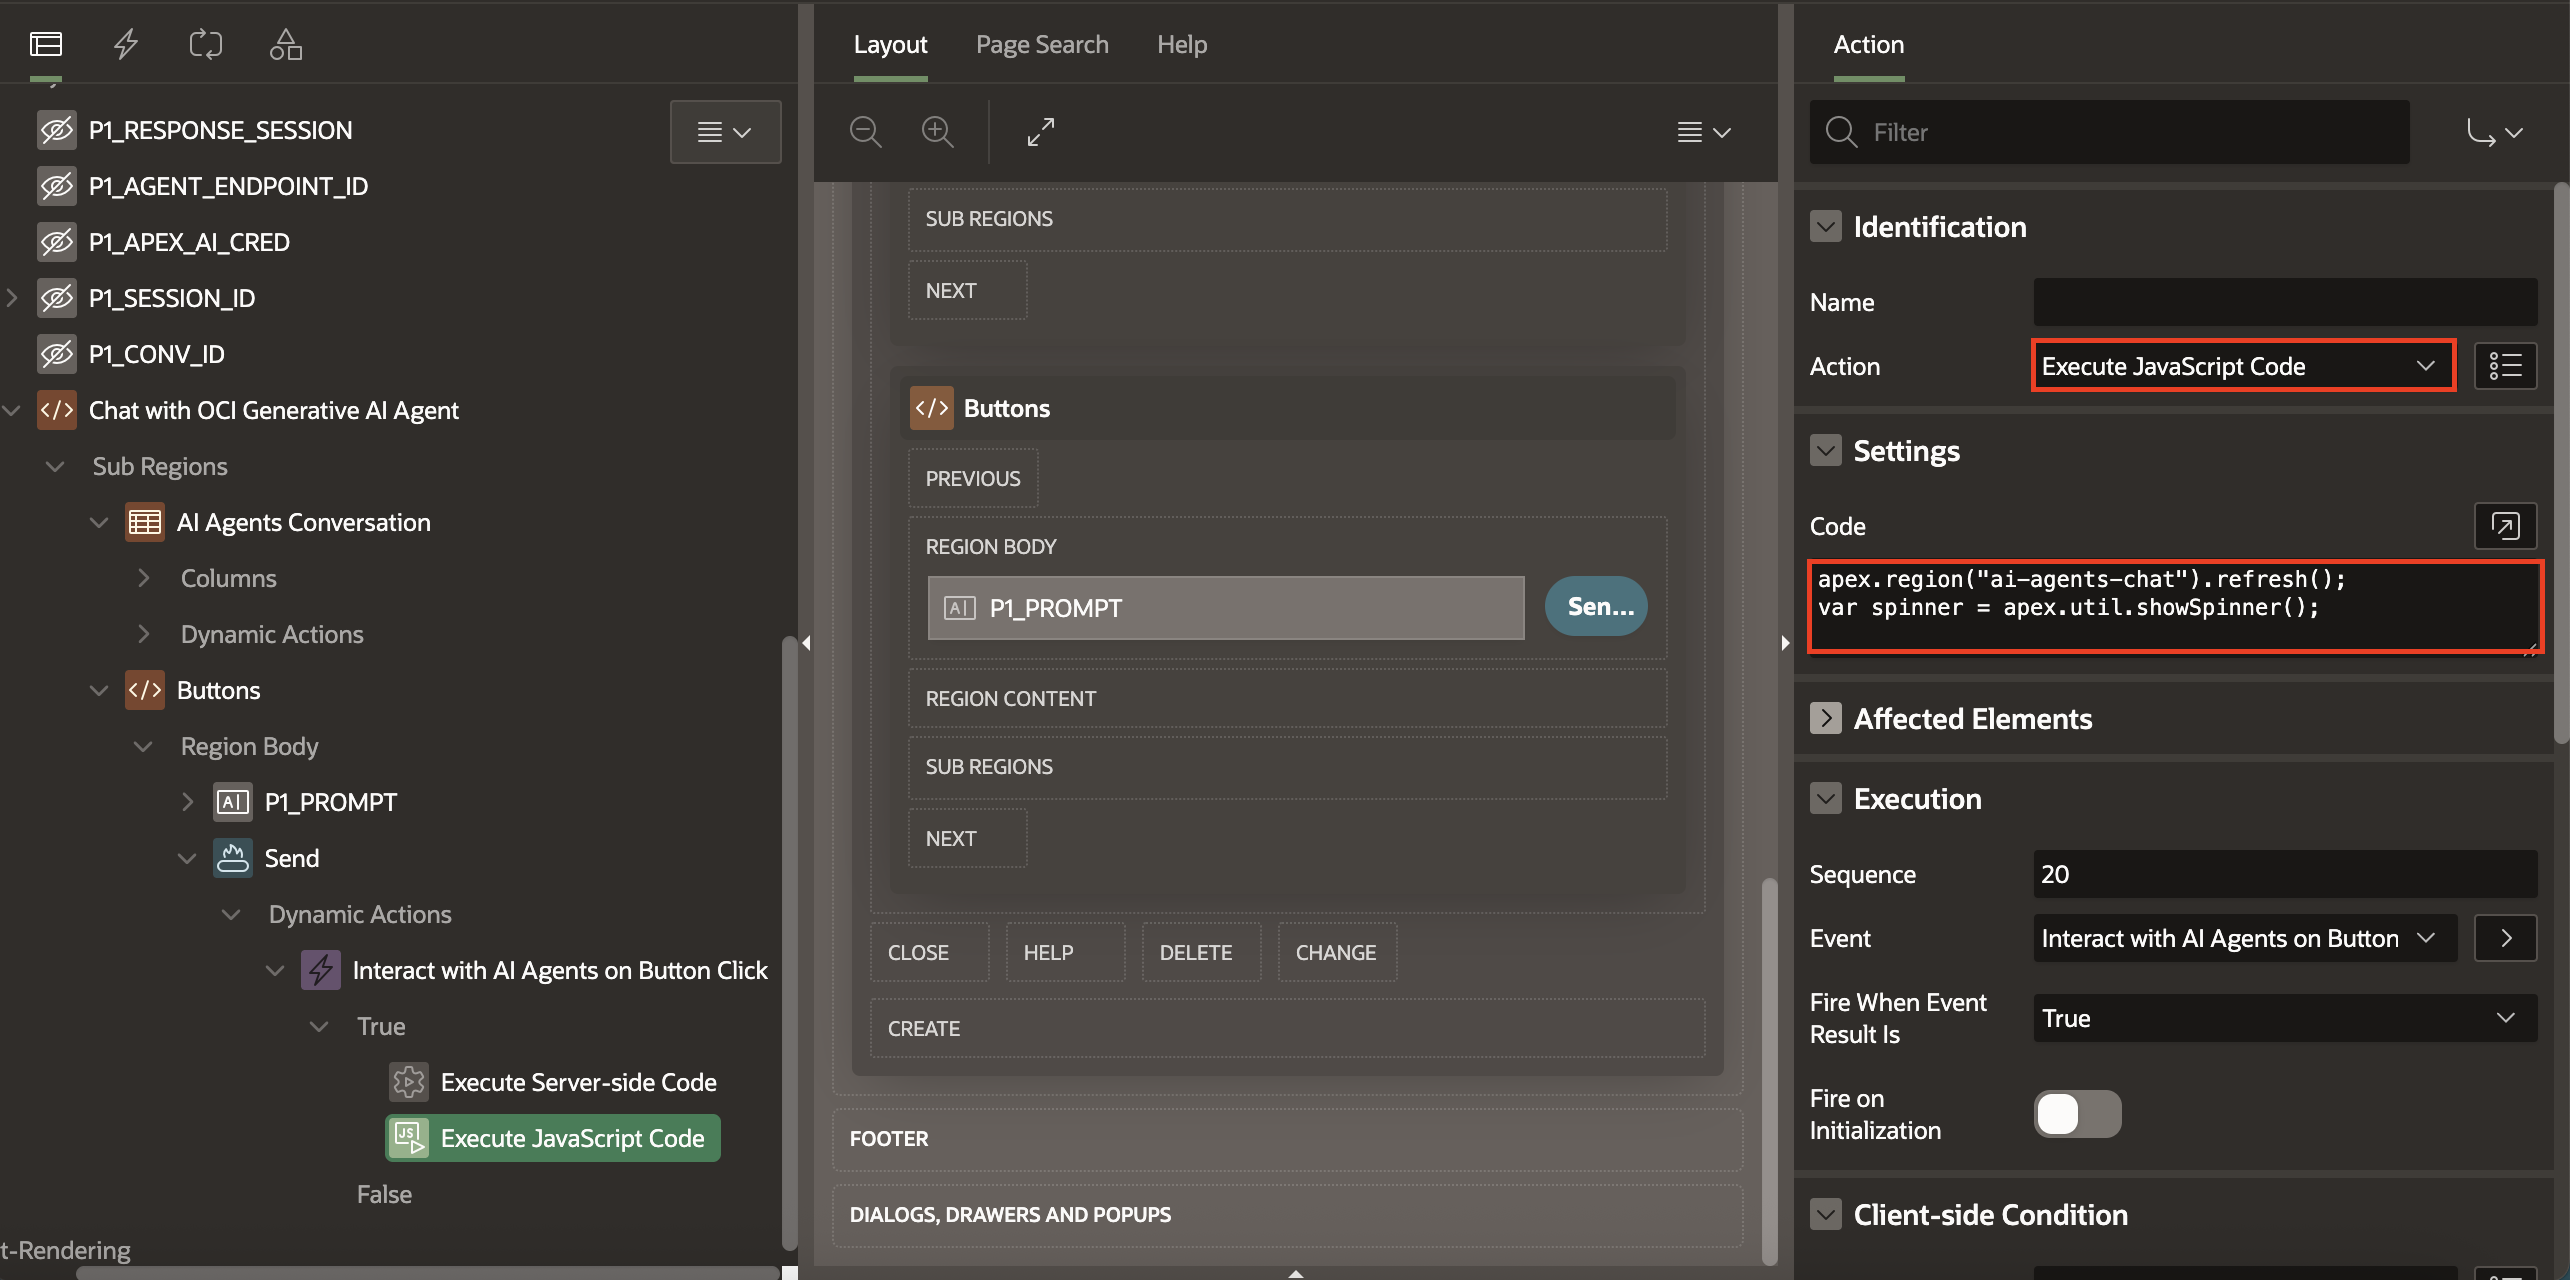 P1_RESPONSE_SESSION
P1_AGENT_ENDPOINT_ID
P1_APEX_AI_CRED
P1_SESSION_ID
P1_CONV_ID
Chat with OCI Generative AI Agent
Sub Regions
AI Agents Conversation
Columns
Dynamic Actions
Buttons
Region Body
P1_PROMPT
Send
Dynamic Actions
Interact with AI Agents on Button Click
True
Execute Server-side Code
Execute JavaScript Code
False
t-Rendering
Layout
Page Search
Help
SUB REGIONS
NEXT
Buttons
PREVIOUS
REGION BODY
P1_PROMPT
Sen...
REGION CONTENT
SUB REGIONS
NEXT
CLOSE
HELP
DELETE
CHANGE
CREATE
FOOTER
DIALOGS, DRAWERS AND POPUPS
Action
Filter
Identification
Name
Action
Execute JavaScript Code
Settings
Code
apex.region("ai-agents-chat").refresh();
var spinner = apex.util.showSpinner();
Affected Elements
Execution
Sequence
20
Event
Interact with AI Agents on Button
Fire When Event
Result Is
True
Fire on
Initialization
Client-side Condition